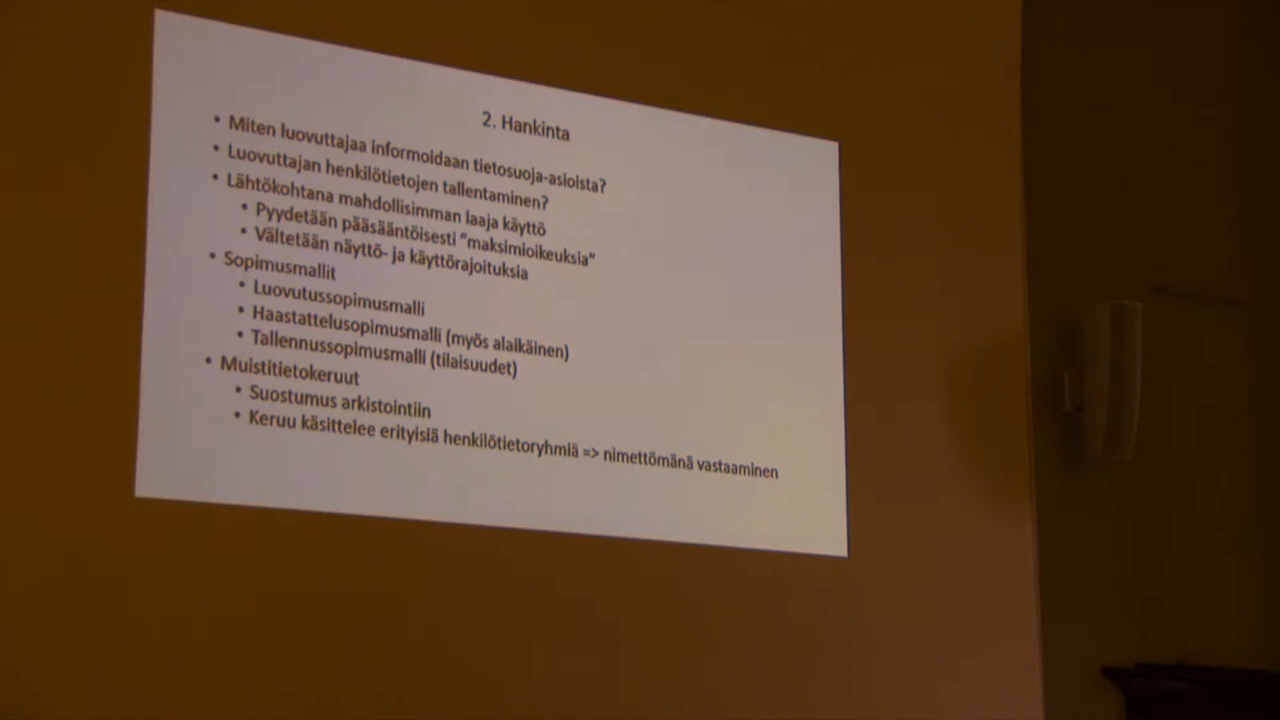 2. Hankinta
• Miten luovuttajaa informoidaan tietosuoja-asioista?
• Luovuttajan henkilötietojen tallentaminen?
• Lähtökohtana mahdollisimman laaja käyttö
• Pyydetään pääsääntöisesti "maksimioikeuksia"
• Vältetään näyttö- ja käyttörajoituksia
• Sopimusmallit
• Luovutussopimusmalli
• Haastattelusopimusmalli (myös alaikäinen)
• Tallennussopimusmalli (tilaisuudet)
• Muistitietokeruut
• Suostumus arkistointiin
• Keruu käsittelee erityisiä henkilötietoryhmiä => nimettömänä vastaaminen